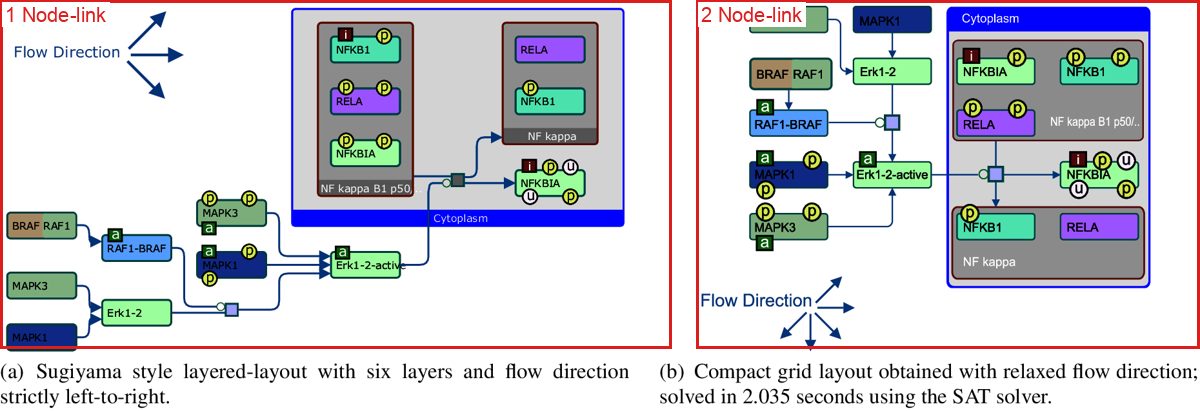 1 Node-link
Flow Direction
i
p
NFKB1
p
p
RELA
p
p
NFKBIA
NF kappa B1 p50/..
RELA
p
NFKB1
NF kappa
i
p
u
NFKBIA
u
p
Cytoplasm
p
p
MAPK3
a
a
p
MAPK1
p
a
Erk1-2-active
BRAF RAF1
a
RAF1-BRAF
MAPK3
Erk1-2
MAPK1
2 Node-link
MAPK1
Erk1-2
BRAF RAF1
a
RAF1-BRAF
a
p
MAPK1
p
a
Erk1-2-active
p
p
MAPK3
a
Cytoplasm
i
p
NFKBIA
p
p
NFKB1
p
p
RELA
NF kappa B1 p50/..
i
p
u
NFKBIA
u
p
p
NFKB1
RELA
NF kappa
Flow Direction
(a) Sugiyama style layered-layout with six layers and flow direction
strictly left-to-right.
(b) Compact grid layout obtained with relaxed flow direction;
solved in 2.035 seconds using the SAT solver.